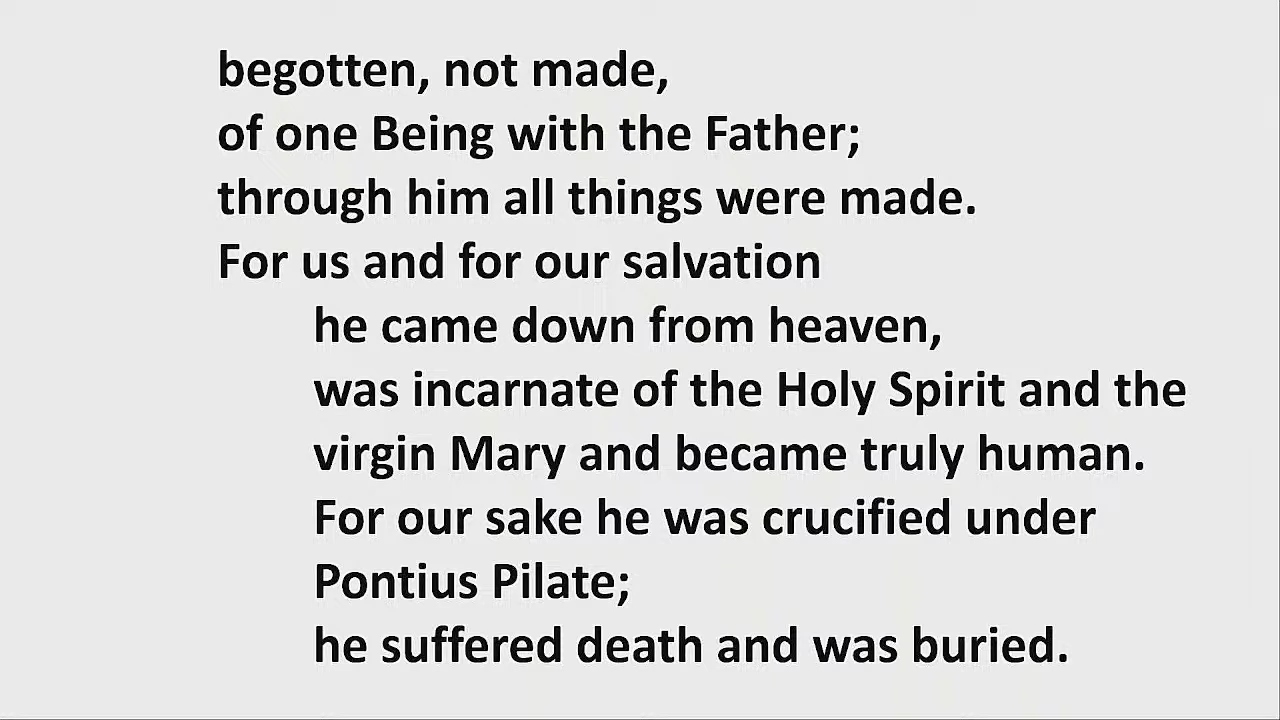 begotten, not made,
of one Being with the Father;
through him all things were made.
For us and for our salvation
he came down from heaven,
was incarnate of the Holy Spirit and the
virgin Mary and became truly human.
For our sake he was crucified under
Pontius Pilate;
he suffered death and was buried.